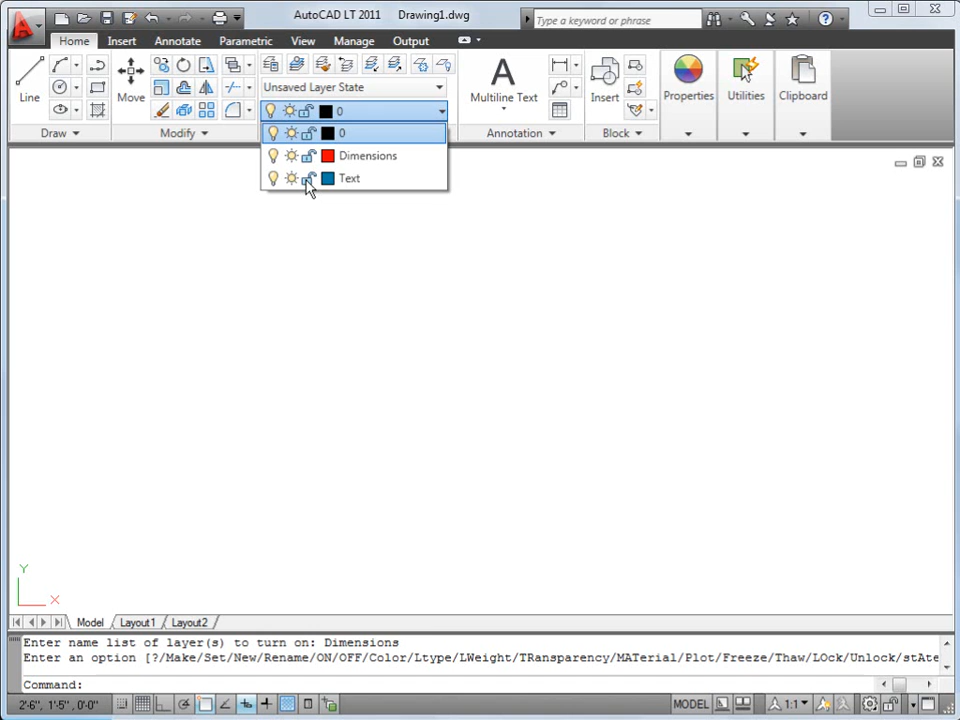 AutoCAD LT 2011 Drawing1.dwg
Type a keyword or phrase
Home Insert Annotate Parametric View Manage Output
Unsaved Layer State
Line Move Multiline Text Insert Properties Utilities Clipboard
0
Draw Modify 0 Annotation Block
Dimensions
Text
Y
X
Model Layout1 Layout2
Enter name list of layer(s) to turn on: Dimensions
Enter an option [?/Make/Set/New/Rename/ON/OFF/Color/Ltype/LWeight/TRansparency/MATerial/Plot/Freeze/Thaw/LOck/Unlock/stAte
Command:
2'6", 1'5", 0'0" MODEL 1:1